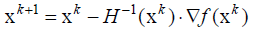 x^{k+1} = x^k − H^{−1}(x^k) · ∇f(x^k)